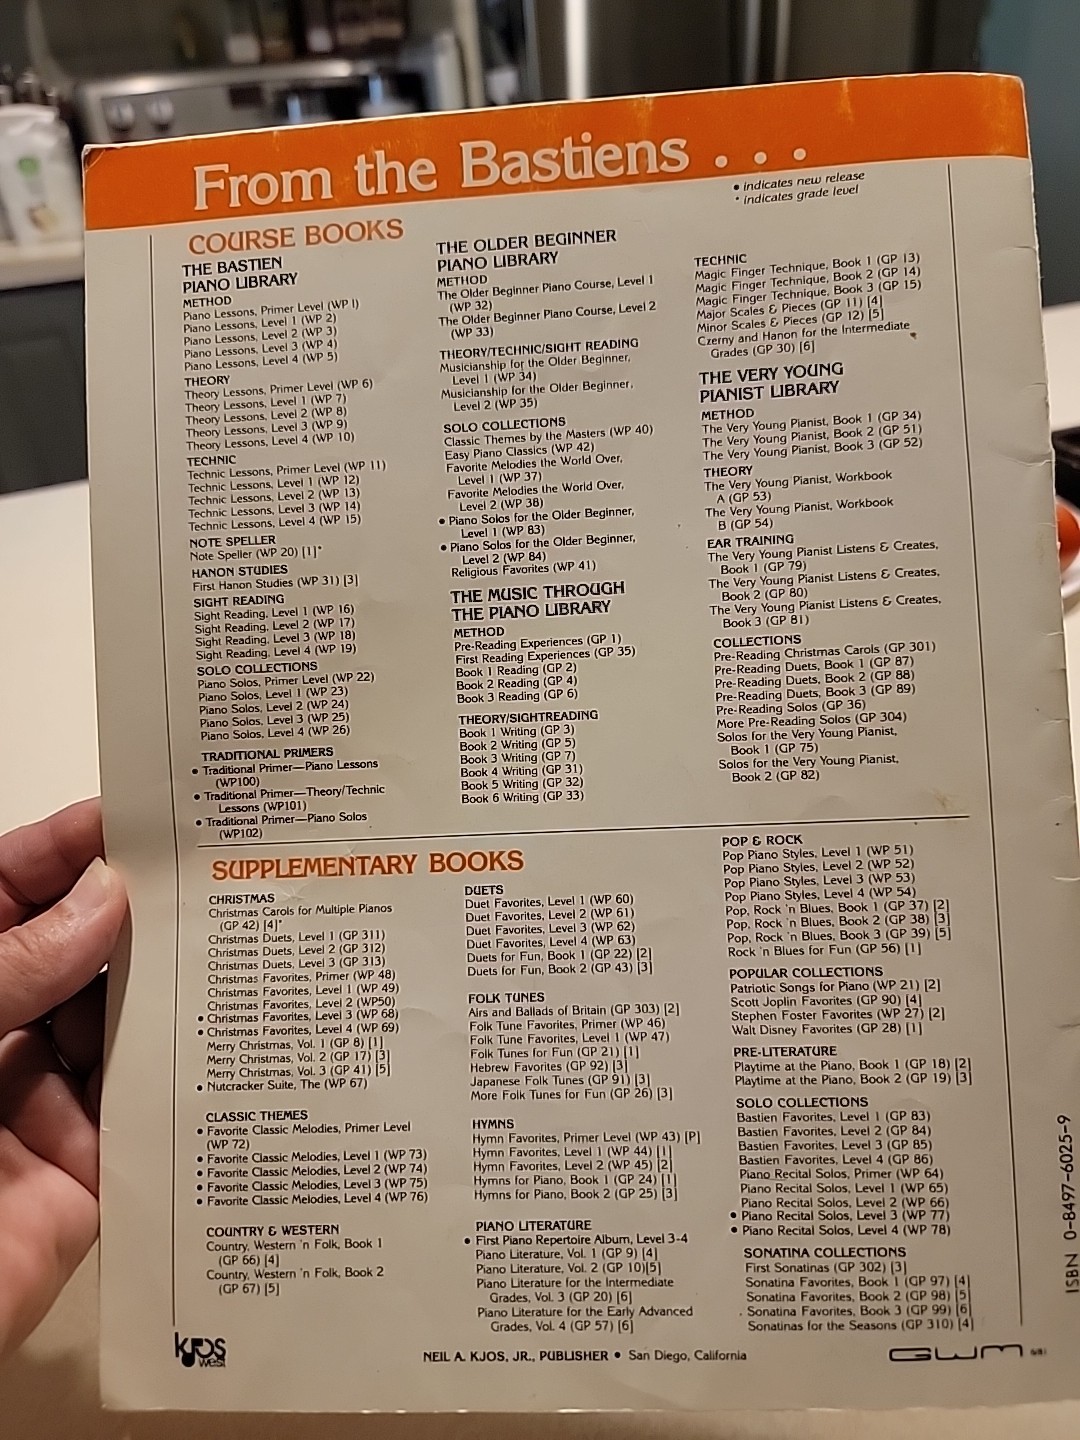 From the Bastiens . . .
• indicates new release
* indicates grade level
COURSE BOOKS
THE BASTIEN
PIANO LIBRARY
METHOD
Piano Lessons, Primer Level (WP 1)
Piano Lessons, Level 1 (WP 2)
Piano Lessons, Level 2 (WP 3)
Piano Lessons, Level 3 (WP 4)
Piano Lessons, Level 4 (WP 5)
THEORY
Theory Lessons, Primer Level (WP 6)
Theory Lessons, Level 1 (WP 7)
Theory Lessons, Level 2 (WP 8)
Theory Lessons, Level 3 (WP 9)
Theory Lessons, Level 4 (WP 10)
TECHNIC
Technic Lessons, Primer Level (WP 11)
Technic Lessons, Level 1 (WP 12)
Technic Lessons, Level 2 (WP 13)
Technic Lessons, Level 3 (WP 14)
Technic Lessons, Level 4 (WP 15)
NOTE SPELLER
Note Speller (WP 20) [1]*
HANON STUDIES
First Hanon Studies (WP 31) [3]
SIGHT READING
Sight Reading, Level 1 (WP 16)
Sight Reading, Level 2 (WP 17)
Sight Reading, Level 3 (WP 18)
Sight Reading, Level 4 (WP 19)
SOLO COLLECTIONS
Piano Solos, Primer Level (WP 22)
Piano Solos, Level 1 (WP 23)
Piano Solos, Level 2 (WP 24)
Piano Solos, Level 3 (WP 25)
Piano Solos, Level 4 (WP 26)
TRADITIONAL PRIMERS
• Traditional Primer—Piano Lessons
(WP100)
• Traditional Primer—Theory/Technic
Lessons (WP101)
• Traditional Primer—Piano Solos
(WP102)
THE OLDER BEGINNER
PIANO LIBRARY
METHOD
The Older Beginner Piano Course, Level 1
(WP 32)
The Older Beginner Piano Course, Level 2
(WP 33)
THEORY/TECHNIC/SIGHT READING
Musicianship for the Older Beginner,
Level 1 (WP 34)
Musicianship for the Older Beginner,
Level 2 (WP 35)
SOLO COLLECTIONS
Classic Themes by the Masters (WP 40)
Easy Piano Classics (WP 42)
Favorite Melodies the World Over,
Level 1 (WP 37)
Favorite Melodies the World Over,
Level 2 (WP 38)
• Piano Solos for the Older Beginner,
Level 1 (WP 83)
• Piano Solos for the Older Beginner,
Level 2 (WP 84)
Religious Favorites (WP 41)
THE MUSIC THROUGH
THE PIANO LIBRARY
METHOD
Pre-Reading Experiences (GP 1)
First Reading Experiences (GP 35)
Book 1 Reading (GP 2)
Book 2 Reading (GP 4)
Book 3 Reading (GP 6)
THEORY/SIGHTREADING
Book 1 Writing (GP 3)
Book 2 Writing (GP 5)
Book 3 Writing (GP 7)
Book 4 Writing (GP 31)
Book 5 Writing (GP 32)
Book 6 Writing (GP 33)
TECHNIC
Magic Finger Technique, Book 1 (GP 13)
Magic Finger Technique, Book 2 (GP 14)
Magic Finger Technique, Book 3 (GP 15)
Major Scales & Pieces (GP 11) [4]
Minor Scales & Pieces (GP 12) [5]
Czerny and Hanon for the Intermediate
Grades (GP 30) [6]
THE VERY YOUNG
PIANIST LIBRARY
METHOD
The Very Young Pianist, Book 1 (GP 34)
The Very Young Pianist, Book 2 (GP 51)
The Very Young Pianist, Book 3 (GP 52)
THEORY
The Very Young Pianist, Workbook
A (GP 53)
The Very Young Pianist, Workbook
B (GP 54)
EAR TRAINING
The Very Young Pianist Listens & Creates,
Book 1 (GP 79)
The Very Young Pianist Listens & Creates,
Book 2 (GP 80)
The Very Young Pianist Listens & Creates,
Book 3 (GP 81)
COLLECTIONS
Pre-Reading Christmas Carols (GP 301)
Pre-Reading Duets, Book 1 (GP 87)
Pre-Reading Duets, Book 2 (GP 88)
Pre-Reading Duets, Book 3 (GP 89)
Pre-Reading Solos (GP 36)
More Pre-Reading Solos (GP 304)
Solos for the Very Young Pianist,
Book 1 (GP 75)
Solos for the Very Young Pianist,
Book 2 (GP 82)
SUPPLEMENTARY BOOKS
CHRISTMAS
Christmas Carols for Multiple Pianos
(GP 42) [4]*
Christmas Duets, Level 1 (GP 311)
Christmas Duets, Level 2 (GP 312)
Christmas Duets, Level 3 (GP 313)
Christmas Favorites, Primer (WP 48)
Christmas Favorites, Level 1 (WP 49)
Christmas Favorites, Level 2 (WP50)
• Christmas Favorites, Level 3 (WP 68)
• Christmas Favorites, Level 4 (WP 69)
Merry Christmas, Vol. 1 (GP 8) [1]
Merry Christmas, Vol. 2 (GP 17) [3]
Merry Christmas, Vol. 3 (GP 41) [5]
• Nutcracker Suite, The (WP 67)
CLASSIC THEMES
• Favorite Classic Melodies, Primer Level
(WP 72)
• Favorite Classic Melodies, Level 1 (WP 73)
• Favorite Classic Melodies, Level 2 (WP 74)
• Favorite Classic Melodies, Level 3 (WP 75)
• Favorite Classic Melodies, Level 4 (WP 76)
COUNTRY & WESTERN
Country, Western 'n Folk, Book 1
(GP 66) [4]
Country, Western 'n Folk, Book 2
(GP 67) [5]
DUETS
Duet Favorites, Level 1 (WP 60)
Duet Favorites, Level 2 (WP 61)
Duet Favorites, Level 3 (WP 62)
Duet Favorites, Level 4 (WP 63)
Duets for Fun, Book 1 (GP 22) [2]
Duets for Fun, Book 2 (GP 43) [3]
FOLK TUNES
Airs and Ballads of Britain (GP 303) [2]
Folk Tune Favorites, Primer (WP 46)
Folk Tune Favorites, Level 1 (WP 47)
Folk Tunes for Fun (GP 21) [1]
Hebrew Favorites (GP 92) [3]
Japanese Folk Tunes (GP 91) [3]
More Folk Tunes for Fun (GP 26) [3]
HYMNS
Hymn Favorites, Primer Level (WP 43) [P]
Hymn Favorites, Level 1 (WP 44) [1]
Hymn Favorites, Level 2 (WP 45) [2]
Hymns for Piano, Book 1 (GP 24) [1]
Hymns for Piano, Book 2 (GP 25) [3]
PIANO LITERATURE
• First Piano Repertoire Album, Level 3-4
Piano Literature, Vol. 1 (GP 9) [4]
Piano Literature, Vol. 2 (GP 10)[5]
Piano Literature for the Intermediate
Grades, Vol. 3 (GP 20) [6]
Piano Literature for the Early Advanced
Grades, Vol. 4 (GP 57) [6]
POP & ROCK
Pop Piano Styles, Level 1 (WP 51)
Pop Piano Styles, Level 2 (WP 52)
Pop Piano Styles, Level 3 (WP 53)
Pop Piano Styles, Level 4 (WP 54)
Pop, Rock 'n Blues, Book 1 (GP 37) [2]
Pop, Rock 'n Blues, Book 2 (GP 38) [3]
Pop, Rock 'n Blues, Book 3 (GP 39) [5]
Rock 'n Blues for Fun (GP 56) [1]
POPULAR COLLECTIONS
Patriotic Songs for Piano (WP 21) [2]
Scott Joplin Favorites (GP 90) [4]
Stephen Foster Favorites (WP 27) [2]
Walt Disney Favorites (GP 28) [1]
PRE-LITERATURE
Playtime at the Piano, Book 1 (GP 18) [2]
Playtime at the Piano, Book 2 (GP 19) [3]
SOLO COLLECTIONS
Bastien Favorites, Level 1 (GP 83)
Bastien Favorites, Level 2 (GP 84)
Bastien Favorites, Level 3 (GP 85)
Bastien Favorites, Level 4 (GP 86)
Piano Recital Solos, Primer (WP 64)
Piano Recital Solos, Level 1 (WP 65)
Piano Recital Solos, Level 2 (WP 66)
• Piano Recital Solos, Level 3 (WP 77)
• Piano Recital Solos, Level 4 (WP 78)
SONATINA COLLECTIONS
First Sonatinas (GP 302) [3]
Sonatina Favorites, Book 1 (GP 97) [4]
Sonatina Favorites, Book 2 (GP 98) [5
Sonatina Favorites, Book 3 (GP 99) [6]
Sonatinas for the Seasons (GP 310) [4]
ISBN 0-8497-6025-9
KJOS
west
NEIL A. KJOS, JR., PUBLISHER • San Diego, California
GWM